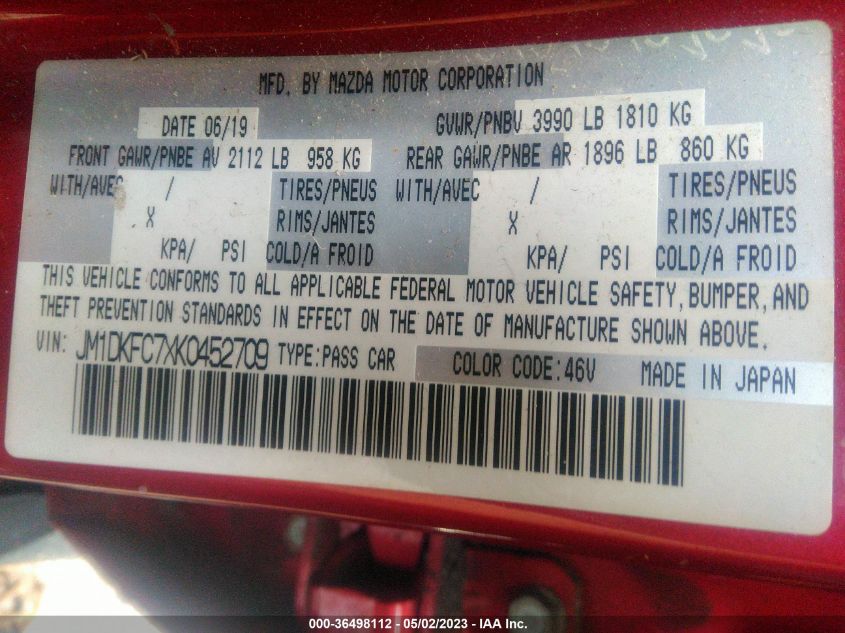 MFD. BY MAZDA MOTOR CORPORATION
DATE 06/19 GVWR/PNBV 3990 LB 1810 KG
FRONT GAWR/PNBE AV 2112 LB 958 KG REAR GAWR/PNBE AR 1896 LB 860 KG
WITH/AVEC / TIRES/PNEUS WITH/AVEC / TIRES/PNEUS
X RIMS/JANTES X RIMS/JANTES
KPA/ PSI COLD/A FROID KPA/ PSI COLD/A FROID
THIS VEHICLE CONFORMS TO ALL APPLICABLE FEDERAL MOTOR VEHICLE SAFETY, BUMPER, AND
THEFT PREVENTION STANDARDS IN EFFECT ON THE DATE OF MANUFACTURE SHOWN ABOVE.
VIN: JM1DKFC7XK0452709 TYPE:PASS CAR COLOR CODE:46V MADE IN JAPAN
000-36498112 - 05/02/2023 - IAA Inc.